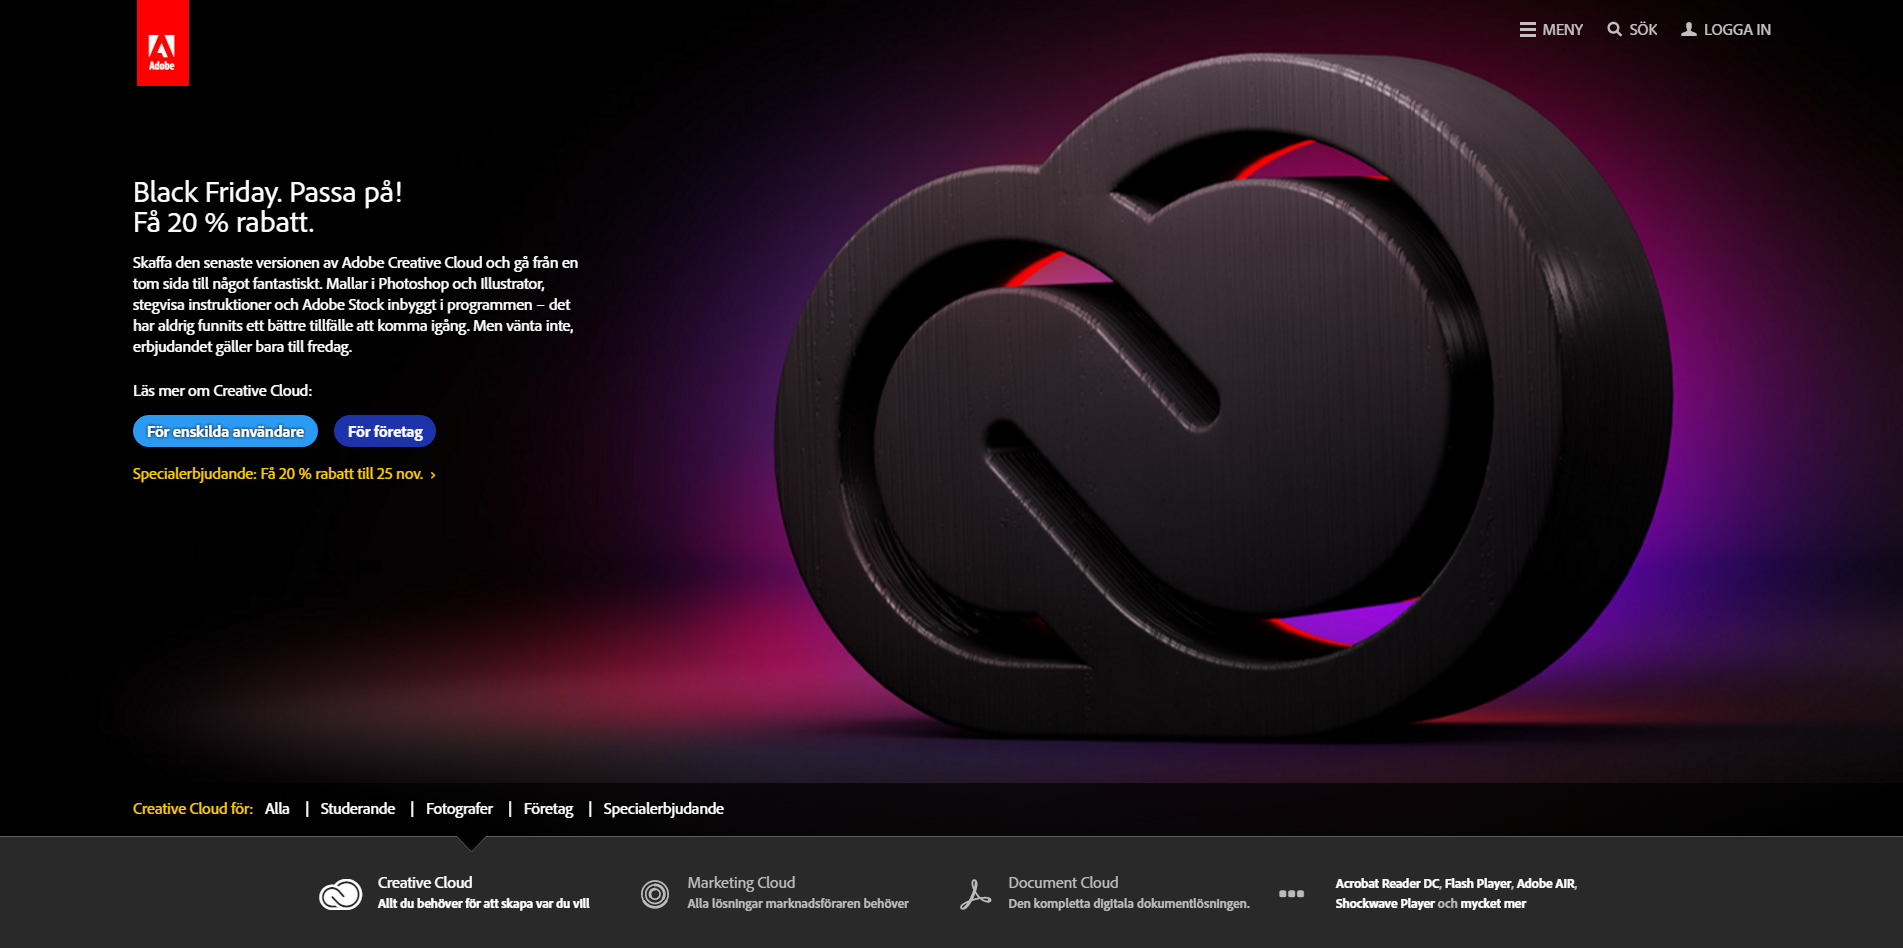 Adobe
MENY
SÖK
LOGGA IN
Black Friday. Passa på!
Få 20 % rabatt.
Skaffa den senaste versionen av Adobe Creative Cloud och gå från en
tom sida till något fantastiskt. Mallar i Photoshop och Illustrator,
stegvisa instruktioner och Adobe Stock inbyggt i programmen – det
har aldrig funnits ett bättre tillfälle att komma igång. Men vänta inte,
erbjudandet gäller bara till fredag.
Läs mer om Creative Cloud:
För enskilda användare
För företag
Specialerbjudande: Få 20 % rabatt till 25 nov. ›
Creative Cloud för: Alla | Studerande | Fotografer | Företag | Specialerbjudande
Creative Cloud
Allt du behöver för att skapa var du vill
Marketing Cloud
Alla lösningar marknadsföraren behöver
Document Cloud
Den kompletta digitala dokumentlösningen.
Acrobat Reader DC, Flash Player, Adobe AIR,
Shockwave Player och mycket mer